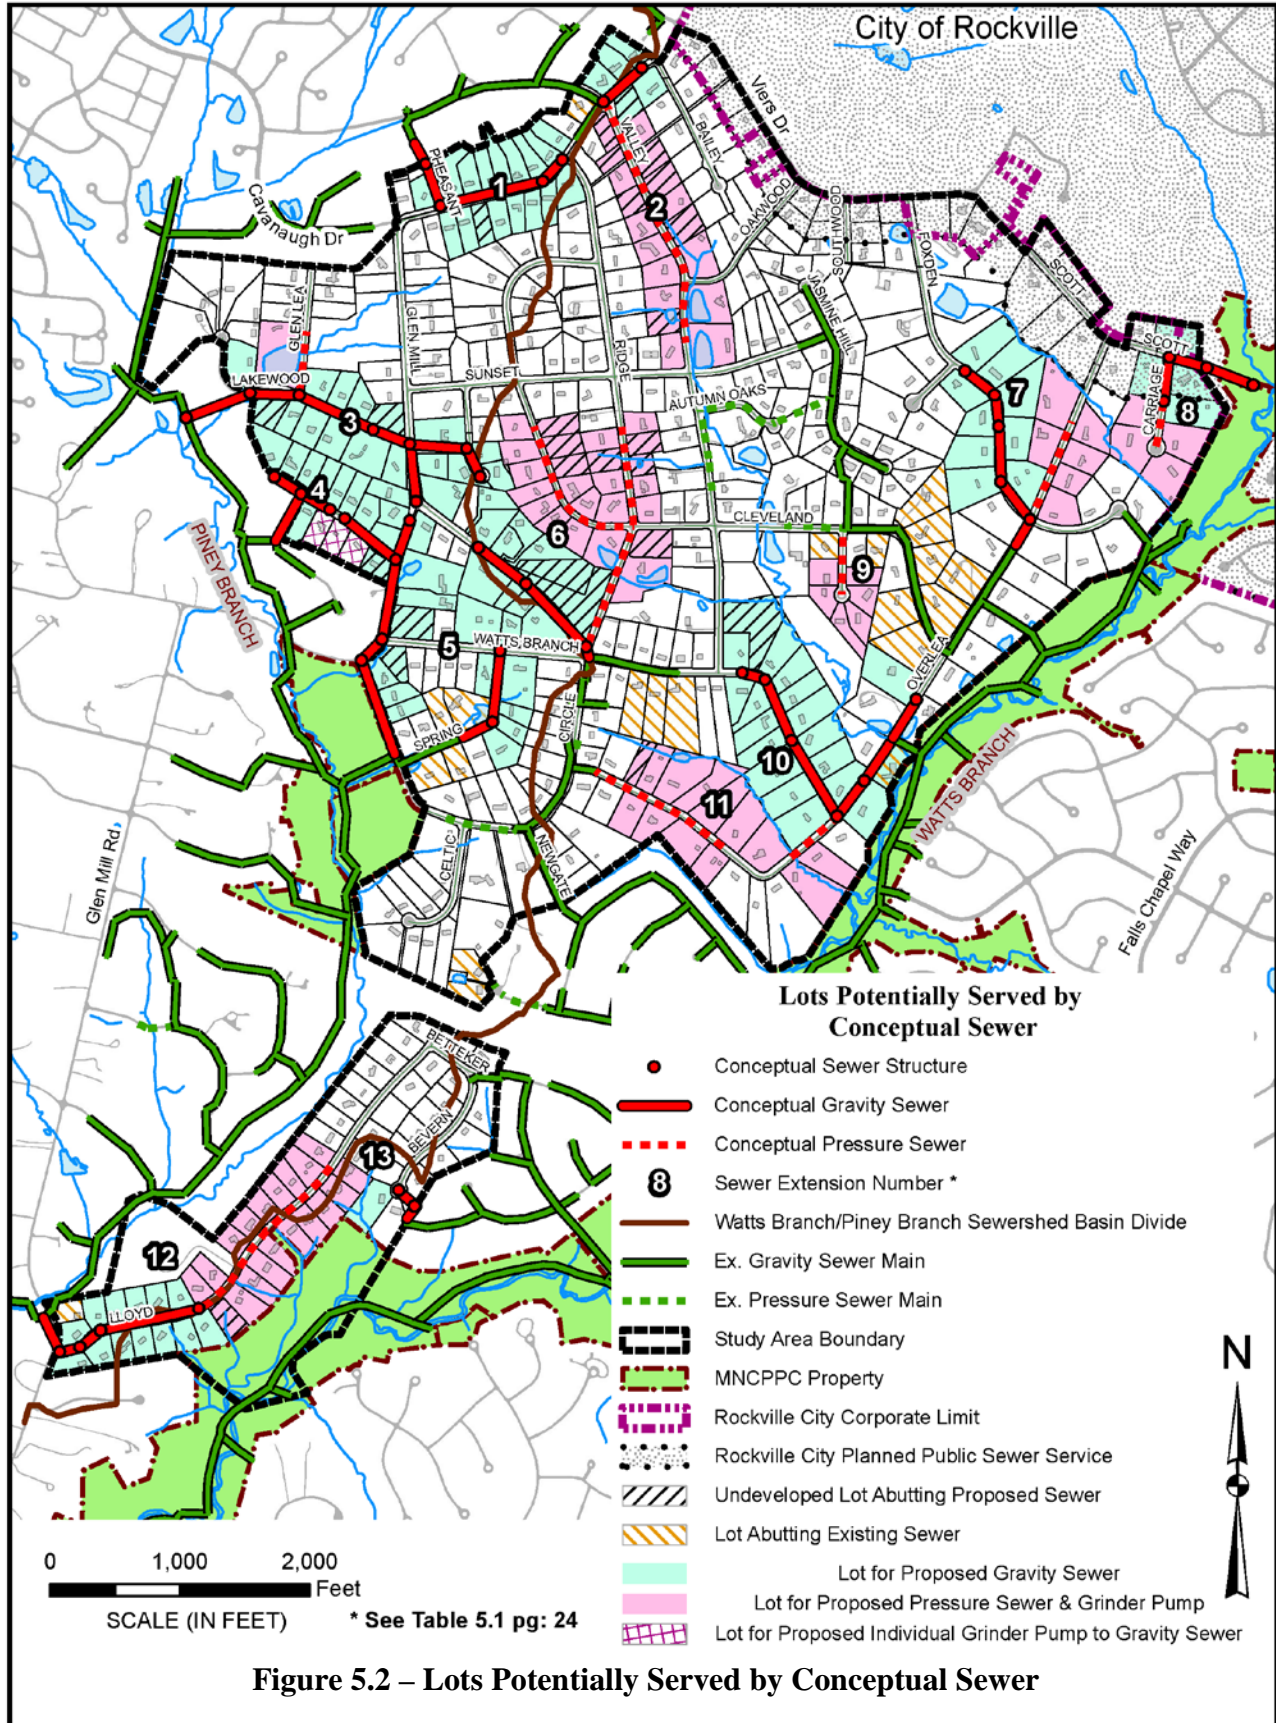 City of Rockville
Viers Dr
VALLEY
BAILEY
PHEASANT
1
2
Cavanaugh Dr
OAKWOOD
SOUTHWOOD
FOXDEN
SCOTT
GLEN LEA
GLEN MILL
JASMINE HILL
RIDGE
SCOTT
LAKEWOOD
SUNSET
AUTUMN OAKS
CARRIAGE
3
7
8
4
6
CLEVELAND
9
PINEY BRANCH
5
WATTS BRANCH
OVERLEA
CIRCLE
SPRING
10
11
WATTS BRANCH
CELTIC
NEWGATE
Glen Mill Rd
Falls Chapel Way
BETTEKER
BEVERN
13
12
LLOYD
Lots Potentially Served by
Conceptual Sewer
Conceptual Sewer Structure
Conceptual Gravity Sewer
Conceptual Pressure Sewer
8 Sewer Extension Number *
Watts Branch/Piney Branch Sewershed Basin Divide
Ex. Gravity Sewer Main
Ex. Pressure Sewer Main
Study Area Boundary
MNCPPC Property
Rockville City Corporate Limit
Rockville City Planned Public Sewer Service
Undeveloped Lot Abutting Proposed Sewer
Lot Abutting Existing Sewer
Lot for Proposed Gravity Sewer
Lot for Proposed Pressure Sewer & Grinder Pump
Lot for Proposed Individual Grinder Pump to Gravity Sewer
N
0 1,000 2,000
Feet
SCALE (IN FEET)
* See Table 5.1 pg: 24
Figure 5.2 – Lots Potentially Served by Conceptual Sewer